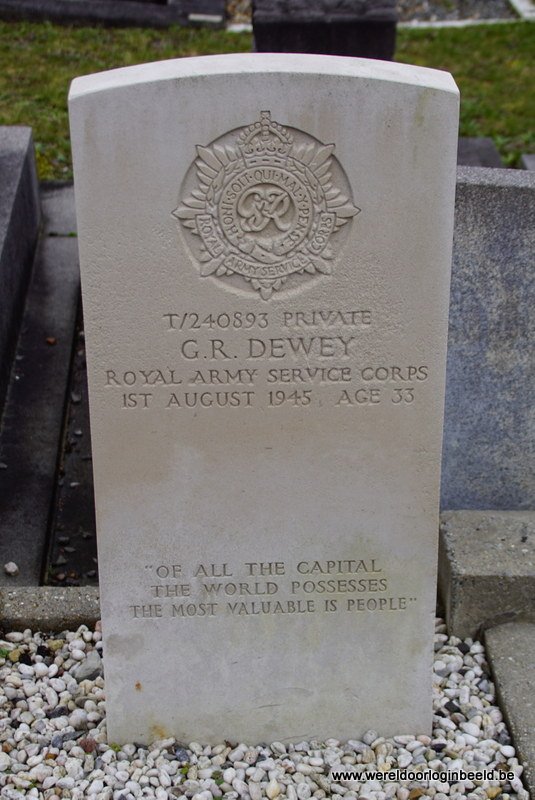 HONI·SOIT·QUI·MAL·Y·PENSE
GR
ROYAL ARMY SERVICE CORPS
T/240893 PRIVATE
G.R. DEWEY
ROYAL ARMY SERVICE CORPS
1ST AUGUST 1945 AGE 33
"OF ALL THE CAPITAL
THE WORLD POSSESSES
THE MOST VALUABLE IS PEOPLE"
www.wereldoorloginbeeld.be